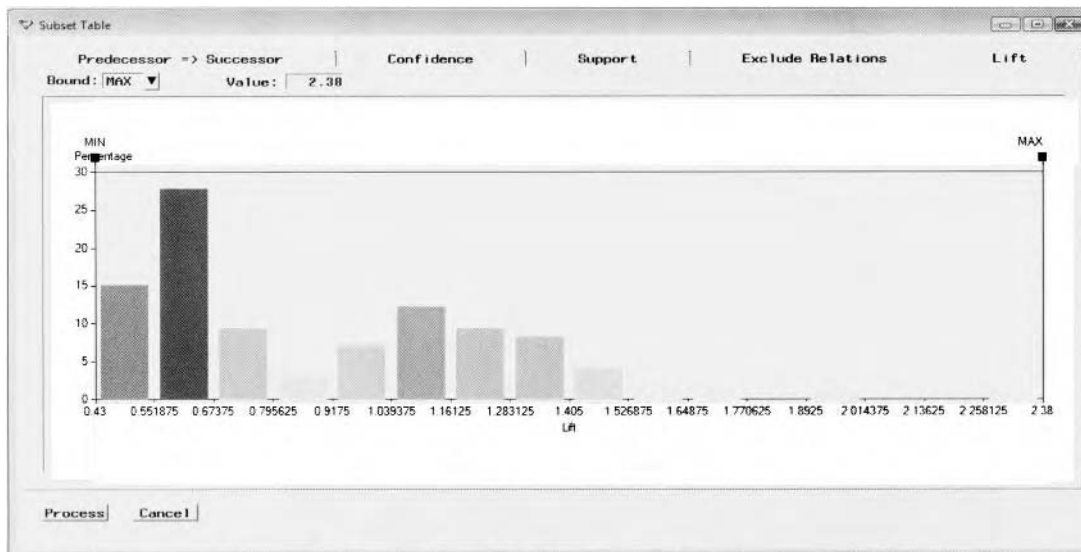 Subset Table
Predecessor => Successor | Confidence | Support | Exclude Relations Lift
Bound: MAX ▼ Value: 2.38
MIN MAX
Percentage
30
25
20
15
10
5
0
0.43 0.551875 0.67375 0.795625 0.9175 1.039375 1.16125 1.283125 1.405 1.526875 1.64875 1.770625 1.8925 2.014375 2.13625 2.258125 2.38
Lift
Process Cancel